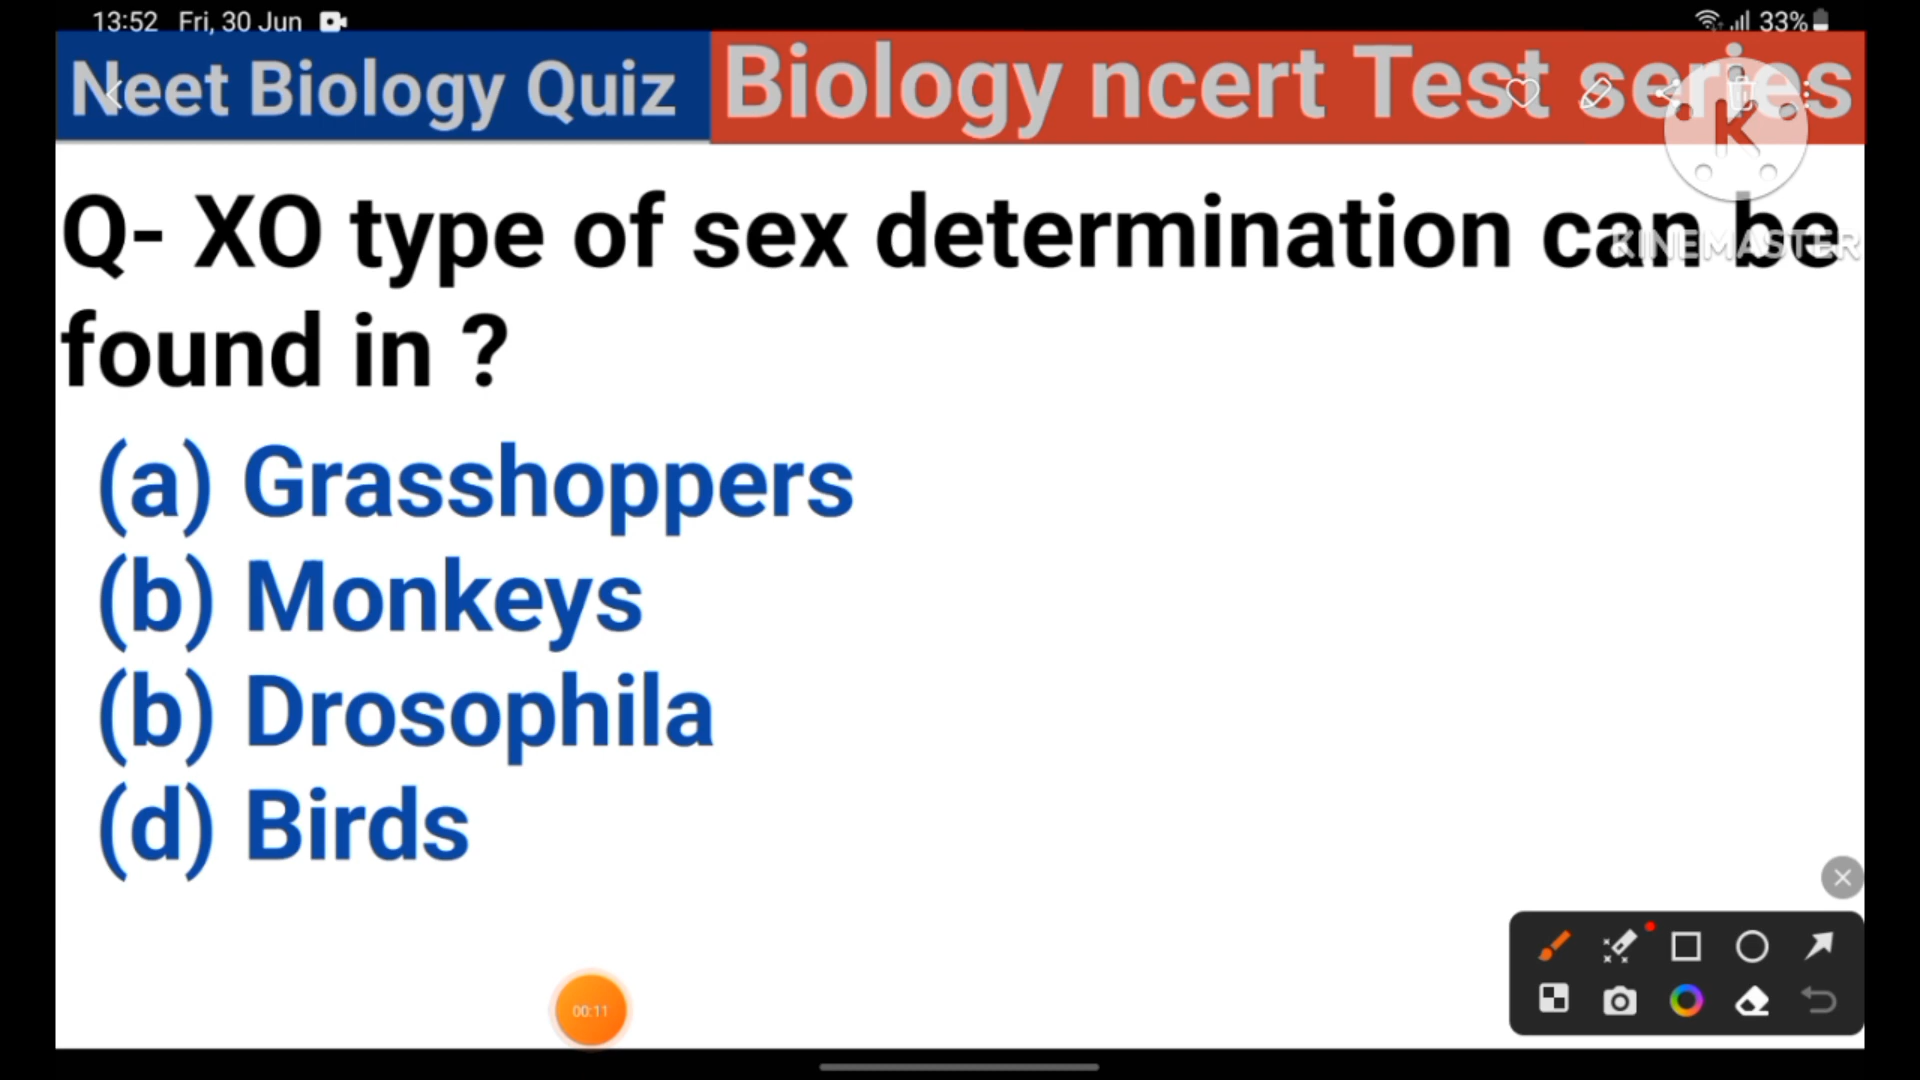 13:52 Fri, 30 Jun 33%
Neet Biology Quiz Biology ncert Test series
K
KINEMASTER
Q- XO type of sex determination can be
found in ?
(a) Grasshoppers
(b) Monkeys
(b) Drosophila
(d) Birds
00:11